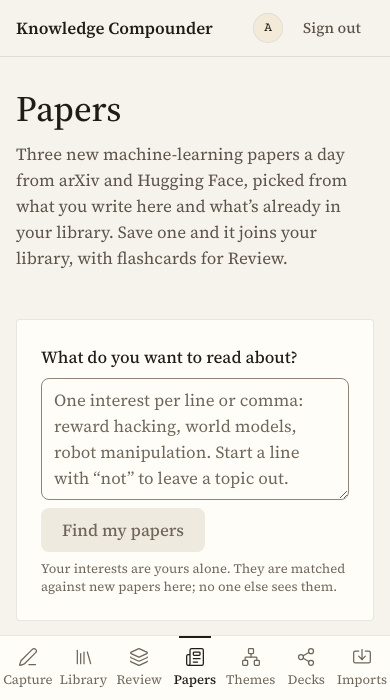 Knowledge Compounder
A
Sign out
Papers
Three new machine-learning papers a day
from arXiv and Hugging Face, picked from
what you write here and what’s already in
your library. Save one and it joins your
library, with flashcards for Review.
What do you want to read about?
One interest per line or comma:
reward hacking, world models,
robot manipulation. Start a line
with “not” to leave a topic out.
Find my papers
Your interests are yours alone. They are matched
against new papers here; no one else sees them.
Capture
Library
Review
Papers
Themes
Decks
Imports